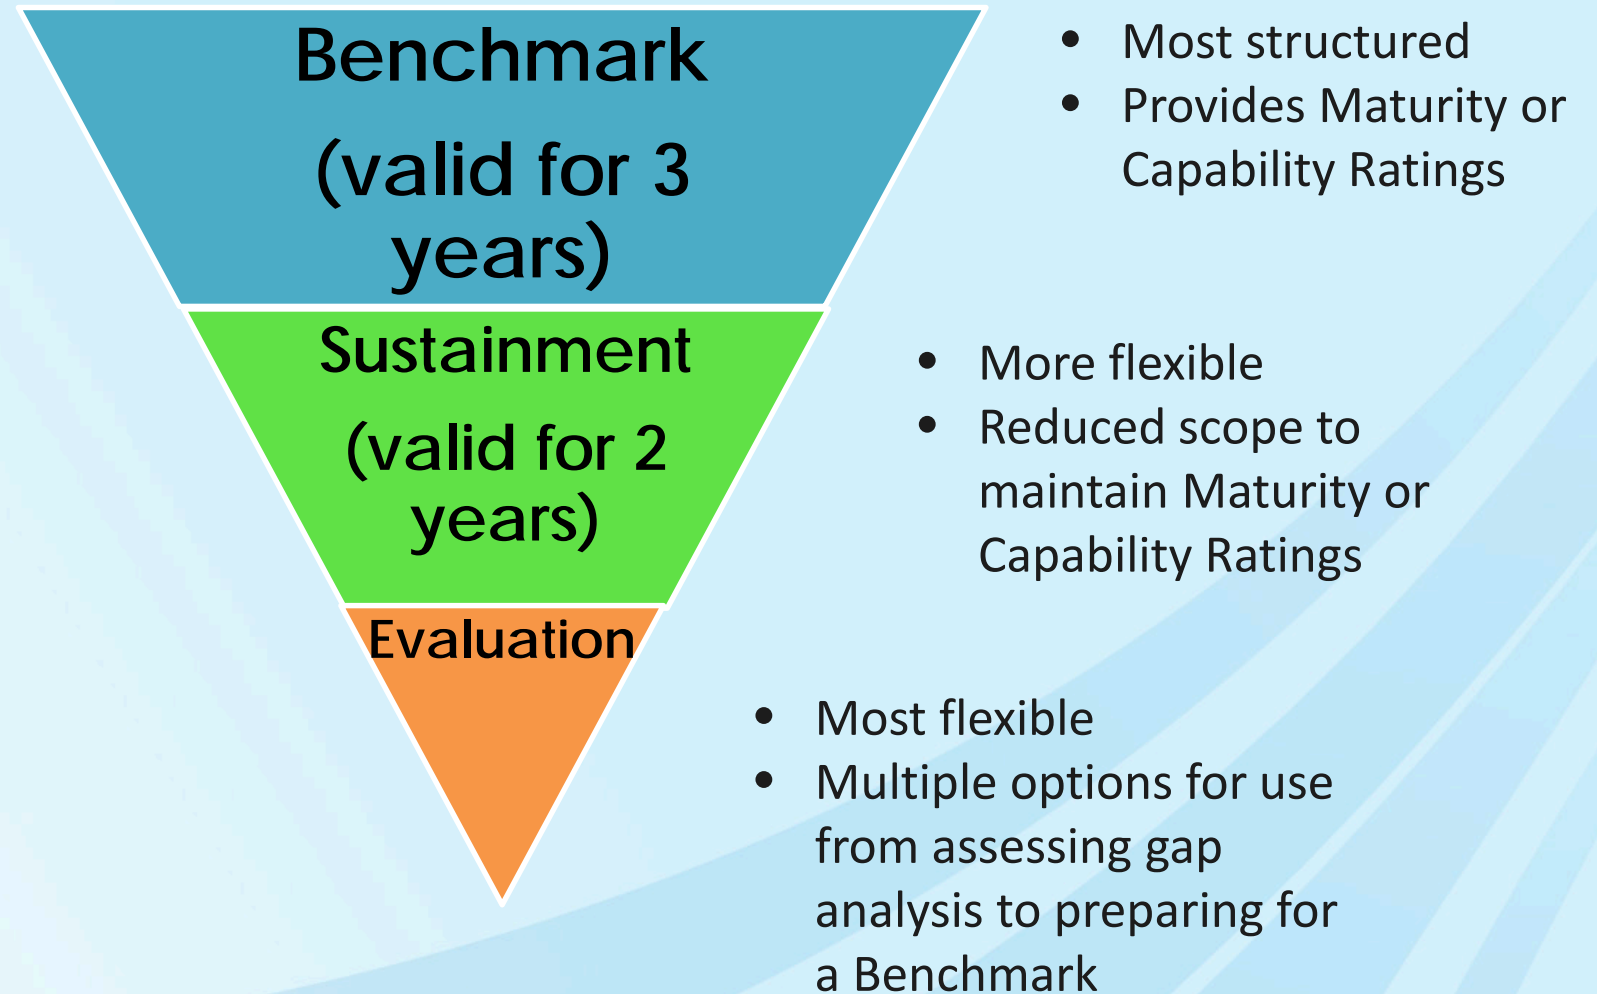 Benchmark
(valid for 3
years)
• Most structured
• Provides Maturity or
Capability Ratings
Sustainment
(valid for 2
years)
• More flexible
• Reduced scope to
maintain Maturity or
Capability Ratings
Evaluation
• Most flexible
• Multiple options for use
from assessing gap
analysis to preparing for
a Benchmark